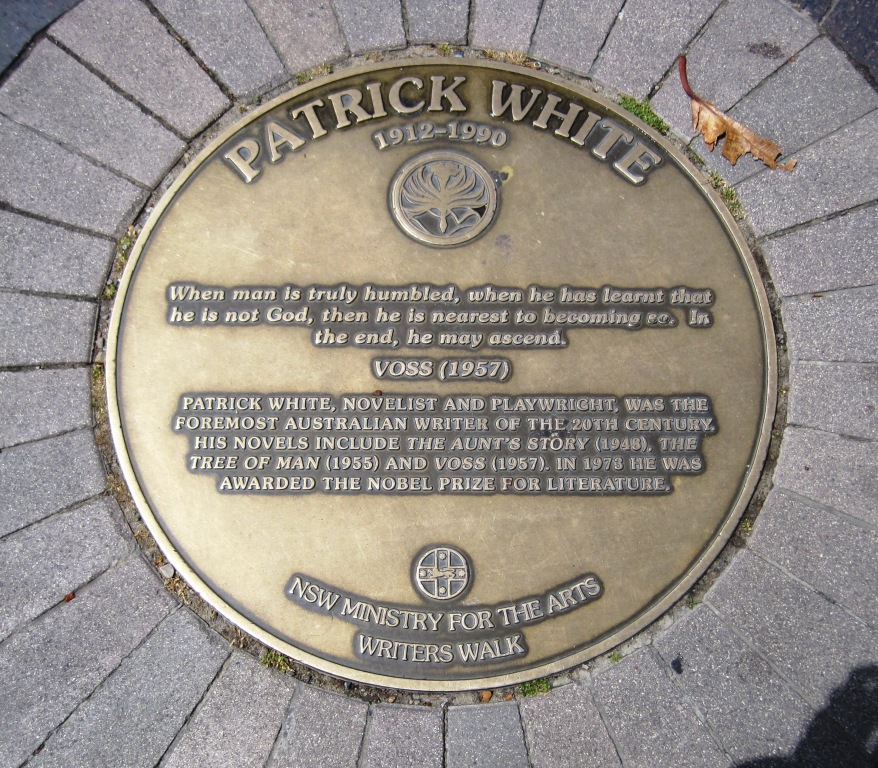 PATRICK WHITE
1912-1990
When man is truly humbled, when he has learnt that
he is not God, then he is nearest to becoming so. In
the end, he may ascend.
VOSS (1957)
PATRICK WHITE, NOVELIST AND PLAYWRIGHT, WAS THE
FOREMOST AUSTRALIAN WRITER OF THE 20TH CENTURY.
HIS NOVELS INCLUDE THE AUNT'S STORY (1948), THE
TREE OF MAN (1955) AND VOSS (1957). IN 1973 HE WAS
AWARDED THE NOBEL PRIZE FOR LITERATURE.
NSW MINISTRY FOR THE ARTS
WRITERS WALK